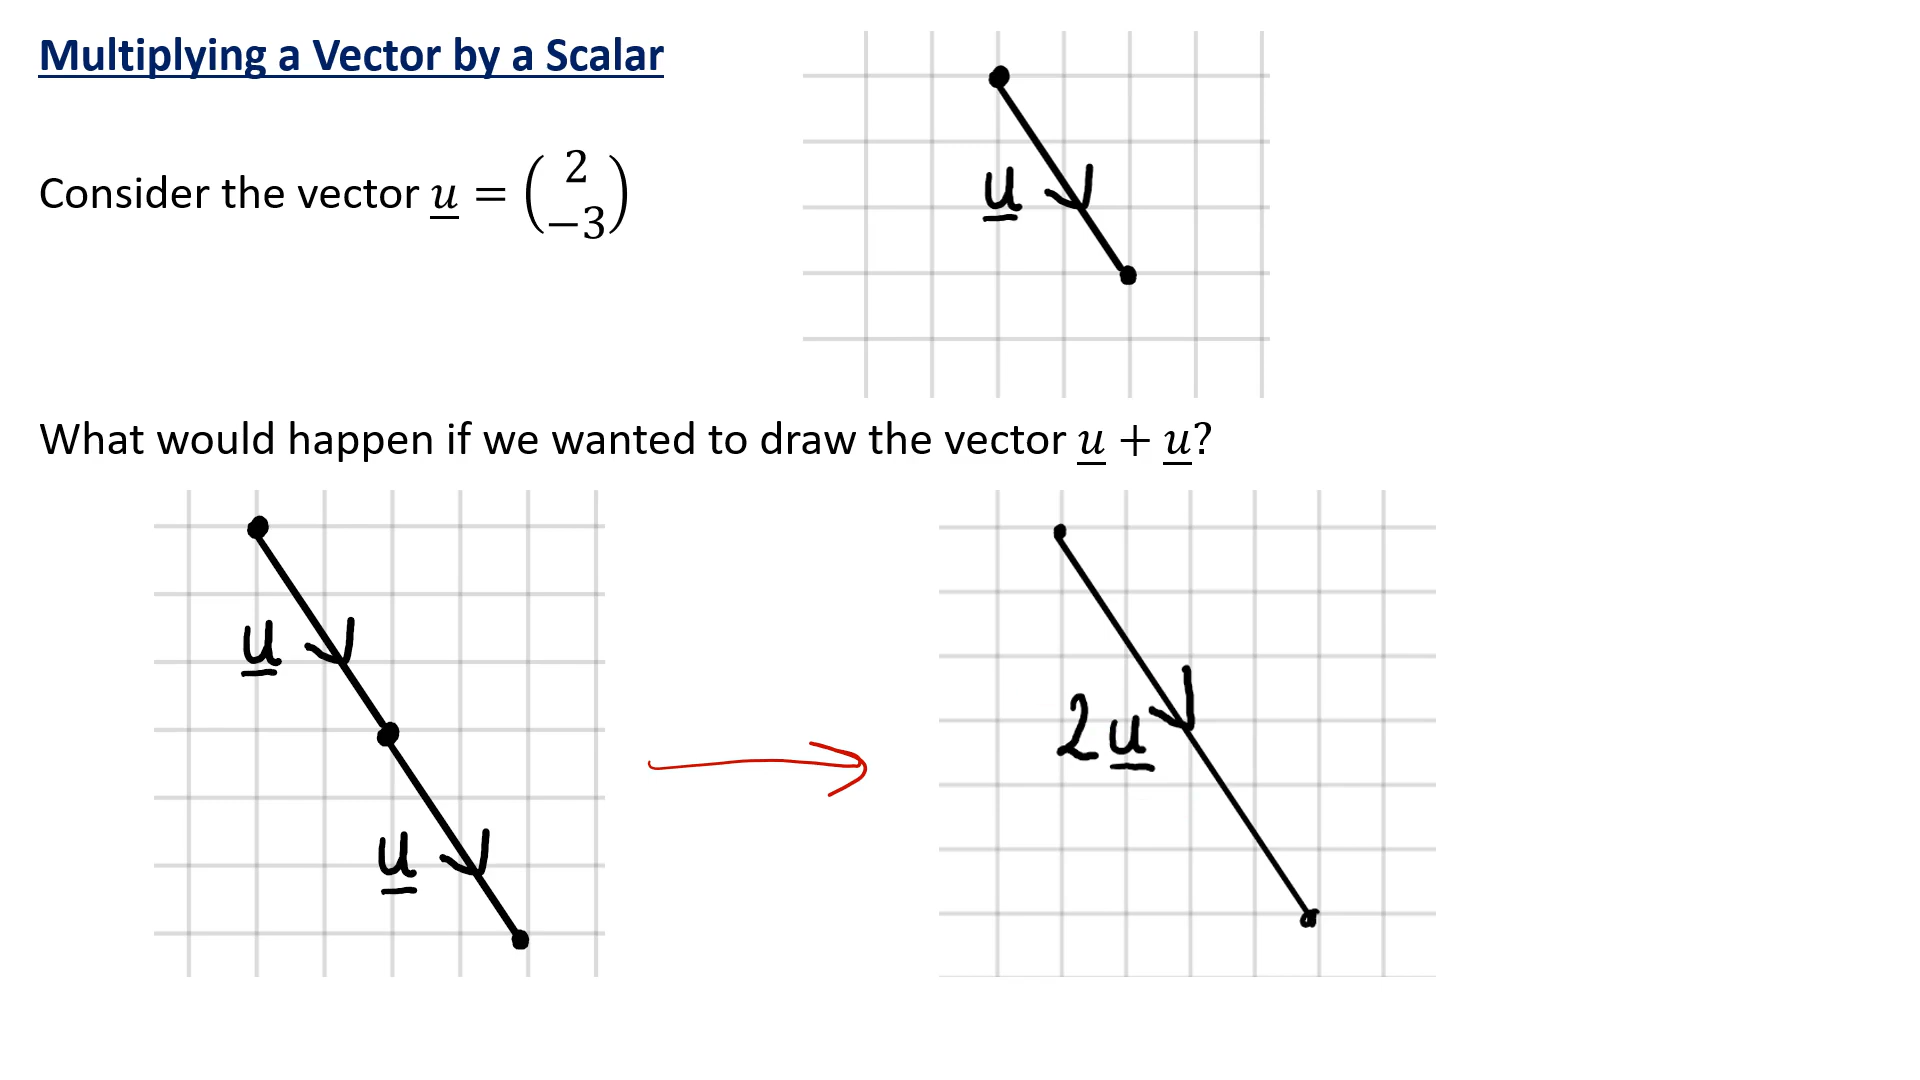 Multiplying a Vector by a Scalar
Consider the vector u = (2
−3)
u
What would happen if we wanted to draw the vector u + u?
u
u
2u